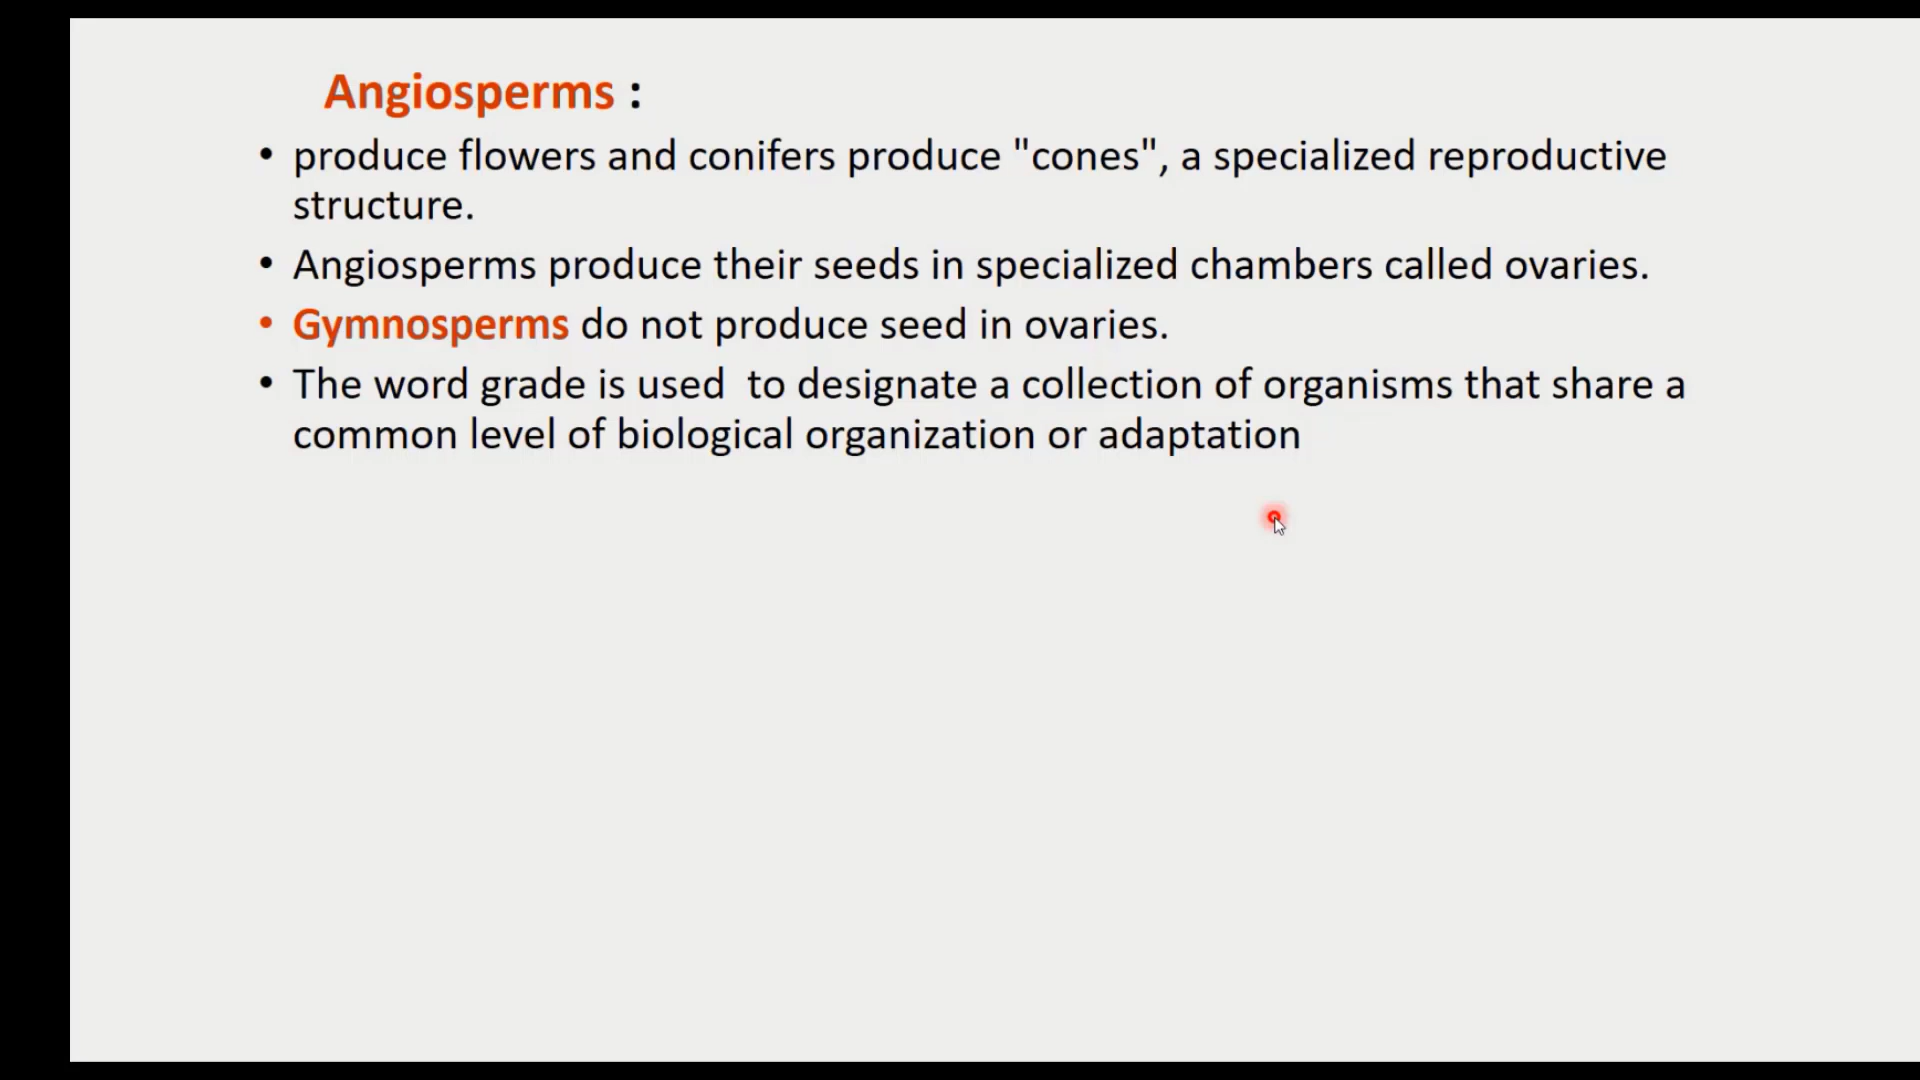 Angiosperms :
• produce flowers and conifers produce "cones", a specialized reproductive
structure.
• Angiosperms produce their seeds in specialized chambers called ovaries.
• Gymnosperms do not produce seed in ovaries.
• The word grade is used  to designate a collection of organisms that share a
common level of biological organization or adaptation